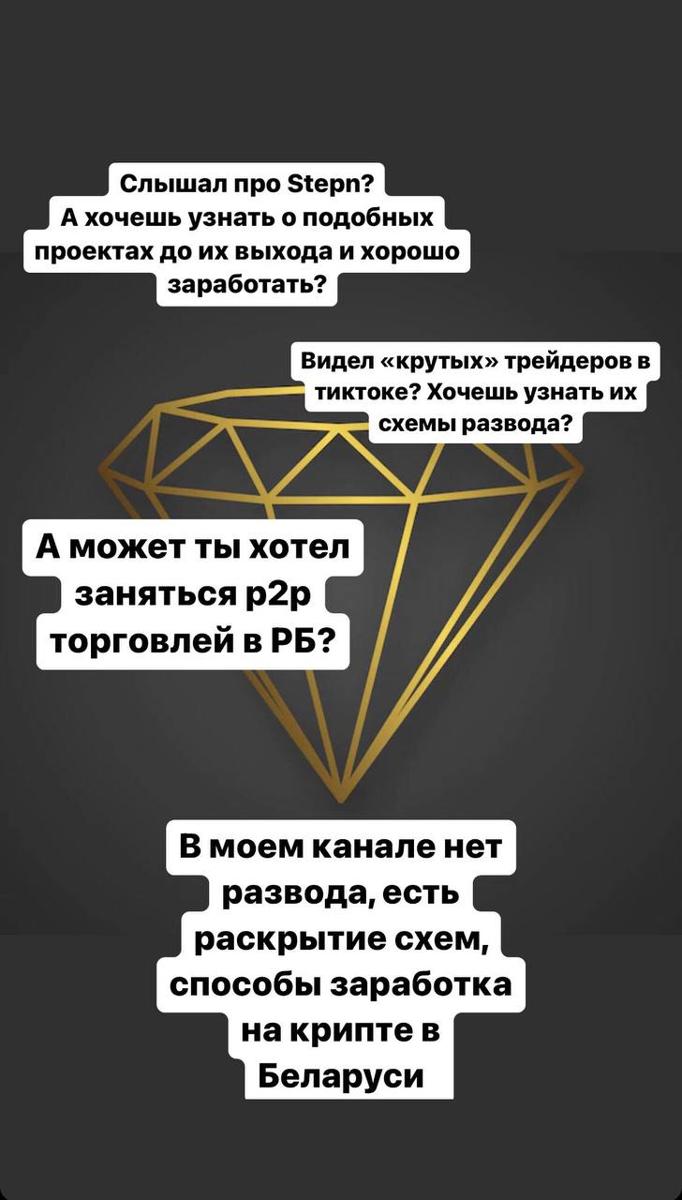 Слышал про Stepn?
А хочешь узнать о подобных
проектах до их выхода и хорошо
заработать?
Видел «крутых» трейдеров в
тиктоке? Хочешь узнать их
схемы развода?
А может ты хотел
заняться p2p
торговлей в РБ?
В моем канале нет
развода, есть
раскрытие схем,
способы заработка
на крипте в
Беларуси